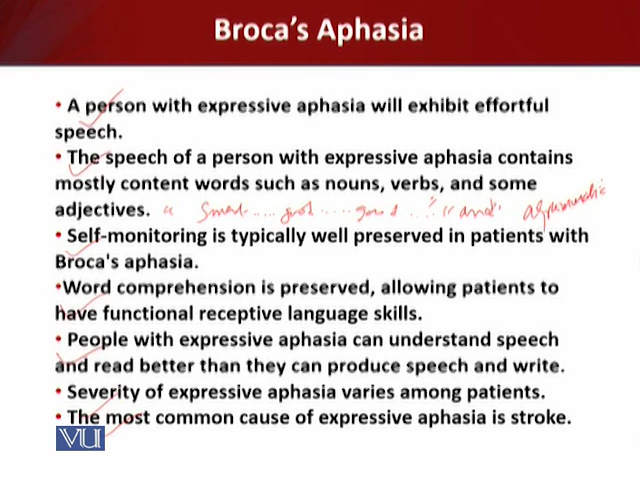 Broca's Aphasia
• A person with expressive aphasia will exhibit effortful
speech.
• The speech of a person with expressive aphasia contains
mostly content words such as nouns, verbs, and some
adjectives.
• Self-monitoring is typically well preserved in patients with
Broca's aphasia.
•Word comprehension is preserved, allowing patients to
have functional receptive language skills.
• People with expressive aphasia can understand speech
and read better than they can produce speech and write.
• Severity of expressive aphasia varies among patients.
• The most common cause of expressive aphasia is stroke.
VU